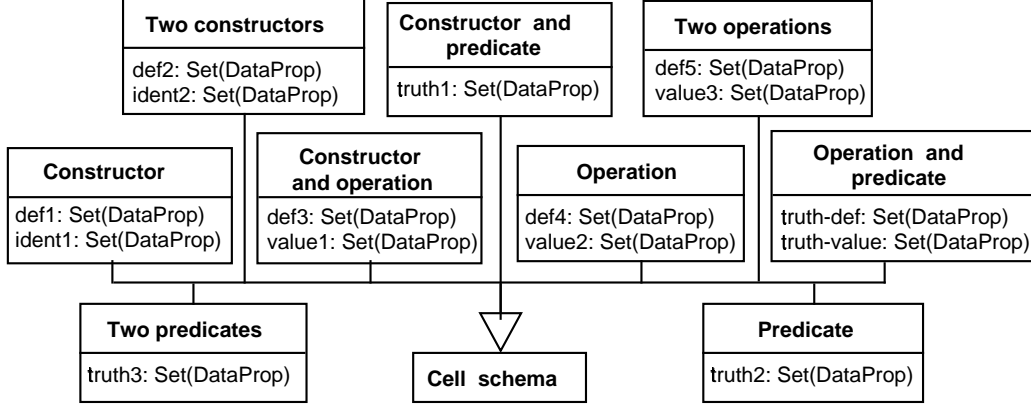 Two constructors
def2: Set(DataProp)
ident2: Set(DataProp)
Constructor and
predicate
truth1: Set(DataProp)
Two operations
def5: Set(DataProp)
value3: Set(DataProp)
Constructor
def1: Set(DataProp)
ident1: Set(DataProp)
Constructor
and operation
def3: Set(DataProp)
value1: Set(DataProp)
Operation
def4: Set(DataProp)
value2: Set(DataProp)
Operation and
predicate
truth-def: Set(DataProp)
truth-value: Set(DataProp)
Two predicates
truth3: Set(DataProp)
Cell schema
Predicate
truth2: Set(DataProp)